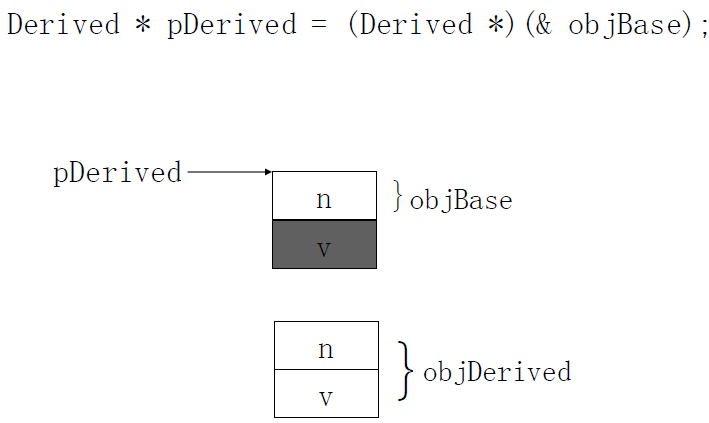 Derived * pDerived = (Derived *)(& objBase);
pDerived
n
} objBase
v
n
} objDerived
v